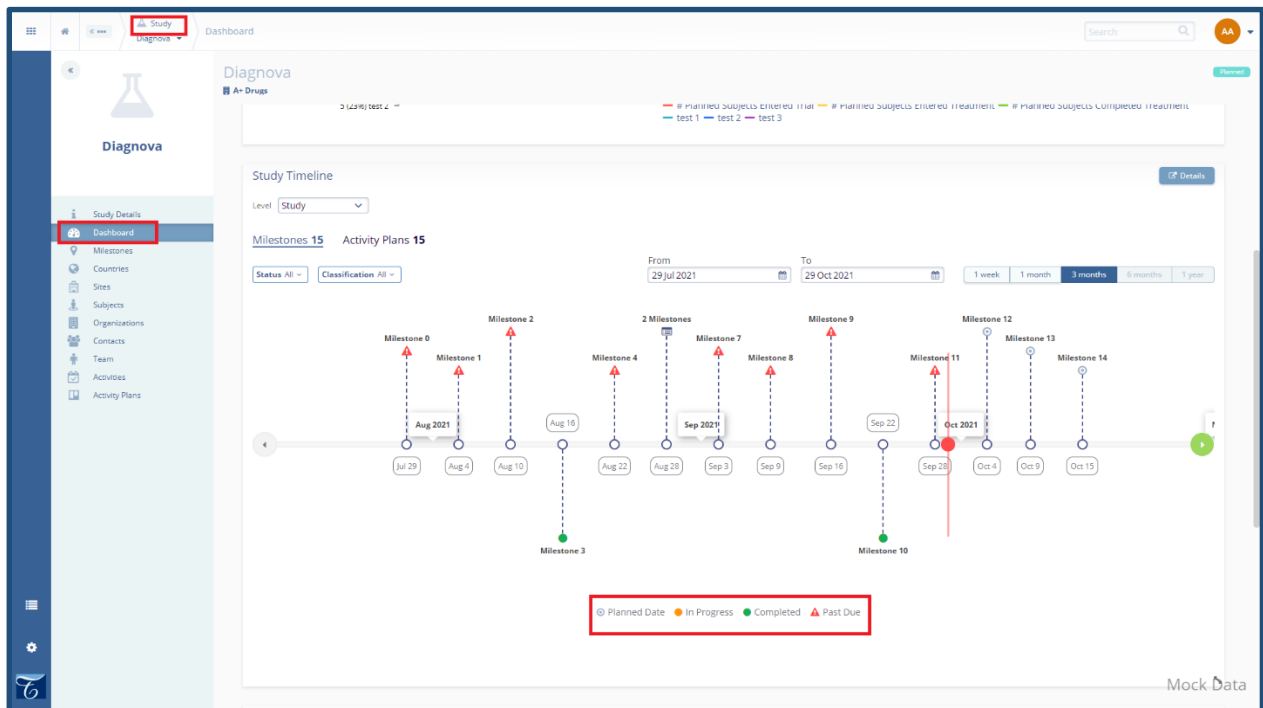 Study
Diagnova
Dashboard
Search
AA
Diagnova
A+ Drugs
Planned
5 (23%) test 2
# Planned Subjects Entered Trial # Planned Subjects Entered Treatment # Planned Subjects Completed Treatment
test 1 test 2 test 3
Diagnova
Study Details
Dashboard
Milestones
Countries
Sites
Subjects
Organizations
Contacts
Team
Activities
Activity Plans
Study Timeline
Details
Level Study
Milestones 15 Activity Plans 15
From To
Status All Classification All 29 Jul 2021 29 Oct 2021 1 week 1 month 3 months 6 months 1 year
Milestone 2 2 Milestones Milestone 9 Milestone 12
Milestone 0 Milestone 7 Milestone 13
Milestone 1 Milestone 4 Milestone 8 Milestone 11 Milestone 14
Aug 2021 Aug 16 Sep 2021 Sep 22 Oct 2021
Jul 29 Aug 4 Aug 10 Aug 22 Aug 28 Sep 3 Sep 9 Sep 16 Sep 28 Oct 4 Oct 9 Oct 15
Milestone 3 Milestone 10
Planned Date In Progress Completed Past Due
Mock Data